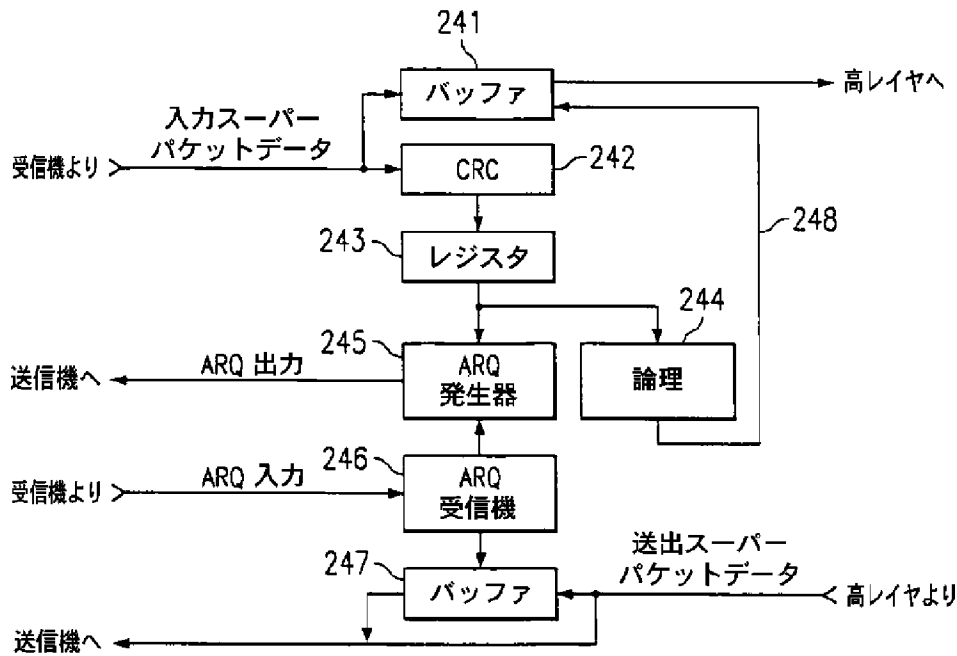 241
バッファ
高レイヤへ
入力スーパー
パケットデータ
受信機より
CRC
242
243
レジスタ
248
244
245
ARQ
発生器
論理
ARQ 出力
送信機へ
246
ARQ
受信機
ARQ 入力
受信機より
送出スーパー
パケットデータ
247
バッファ
高レイヤより
送信機へ